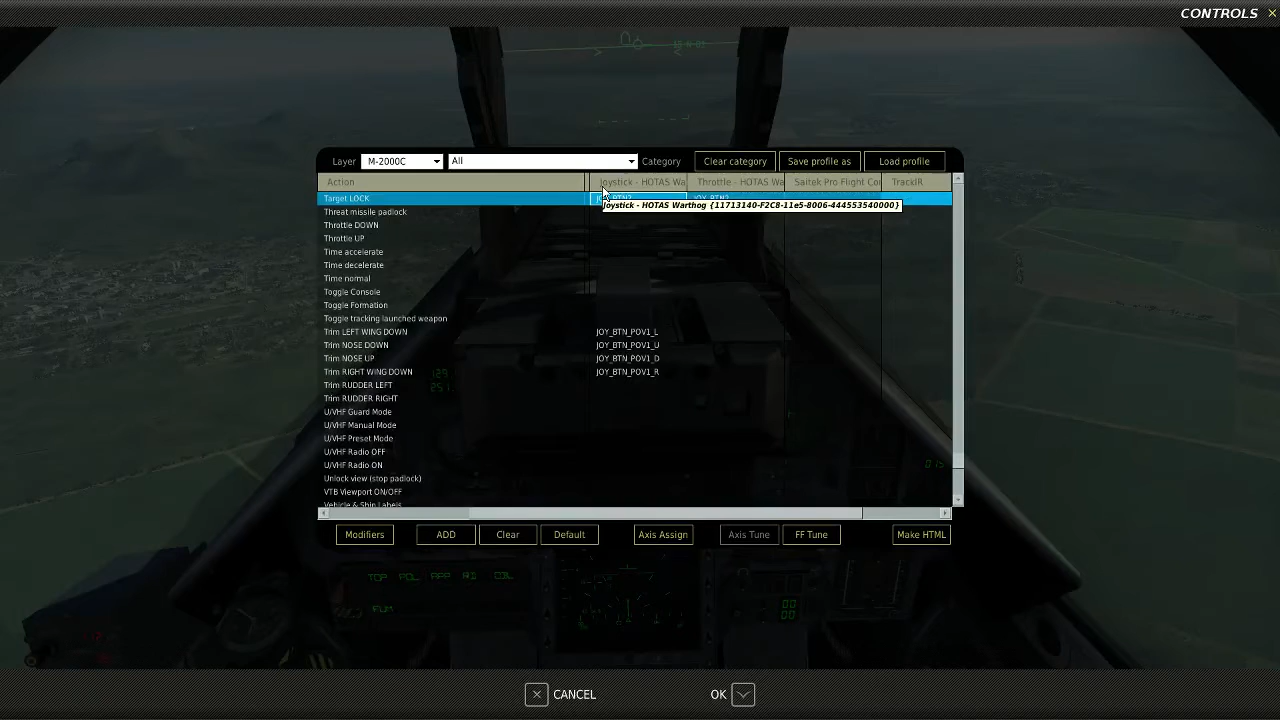 CONTROLS ×
Layer M-2000C All Category Clear category Save profile as Load profile
Action Joystick - HOTAS Wa Throttle - HOTAS Wa Saitek Pro Flight Co TrackIR
Target LOCK
Joystick - HOTAS Warthog {11713140-F2C8-11e5-8006-444553540000}
Threat missile padlock
Throttle DOWN
Throttle UP
Time accelerate
Time decelerate
Time normal
Toggle Console
Toggle Formation
Toggle tracking launched weapon
Trim LEFT WING DOWN JOY_BTN_POV1_L
Trim NOSE DOWN JOY_BTN_POV1_U
Trim NOSE UP JOY_BTN_POV1_D
Trim RIGHT WING DOWN JOY_BTN_POV1_R
Trim RUDDER LEFT
Trim RUDDER RIGHT
U/VHF Guard Mode
U/VHF Manual Mode
U/VHF Preset Mode
U/VHF Radio OFF
U/VHF Radio ON
Unlock view (stop padlock)
VTB Viewport ON/OFF
Vehicle & Ship Labels
Modifiers ADD Clear Default Axis Assign Axis Tune FF Tune Make HTML
00
00
CANCEL OK